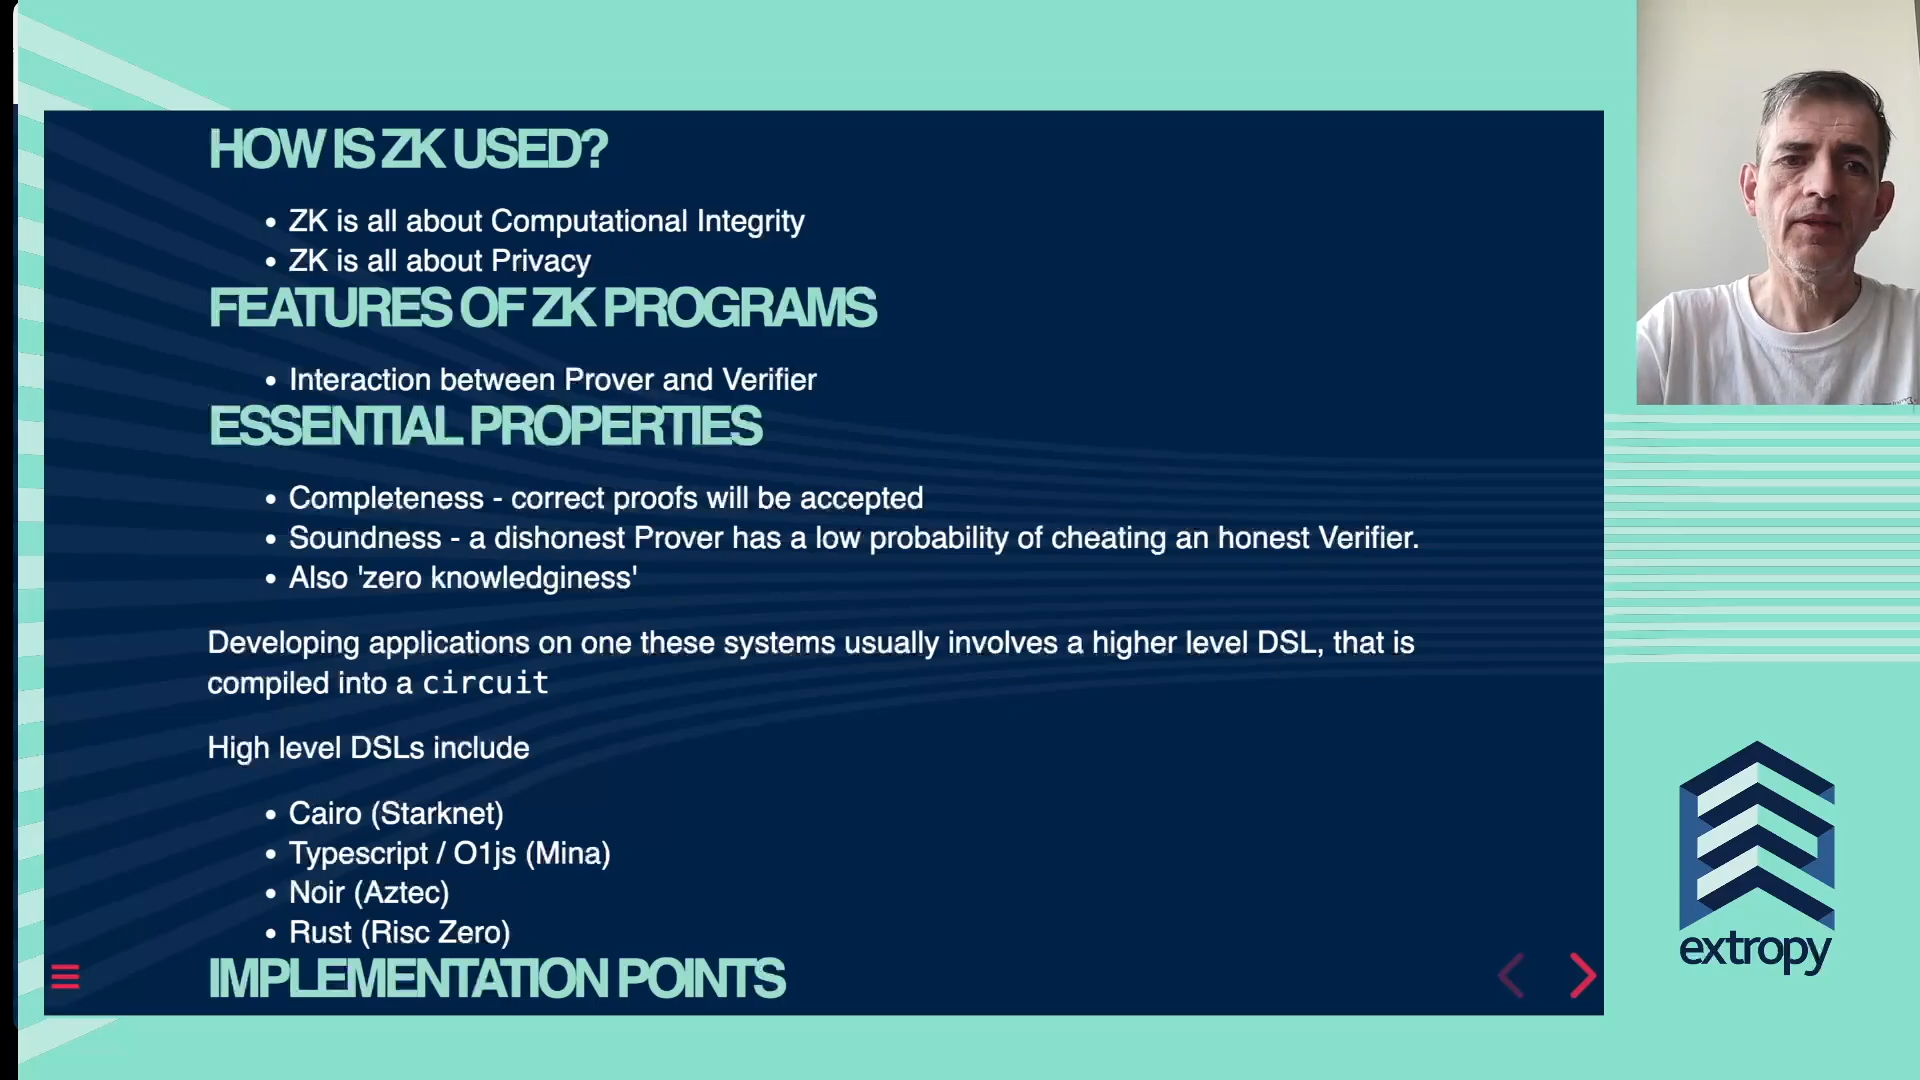 HOW IS ZK USED?
• ZK is all about Computational Integrity
• ZK is all about Privacy
FEATURES OF ZK PROGRAMS
• Interaction between Prover and Verifier
ESSENTIAL PROPERTIES
• Completeness - correct proofs will be accepted
• Soundness - a dishonest Prover has a low probability of cheating an honest Verifier.
• Also 'zero knowledginess'
Developing applications on one these systems usually involves a higher level DSL, that is
compiled into a circuit
High level DSLs include
• Cairo (Starknet)
• Typescript / O1js (Mina)
• Noir (Aztec)
• Rust (Risc Zero)
IMPLEMENTATION POINTS
extropy